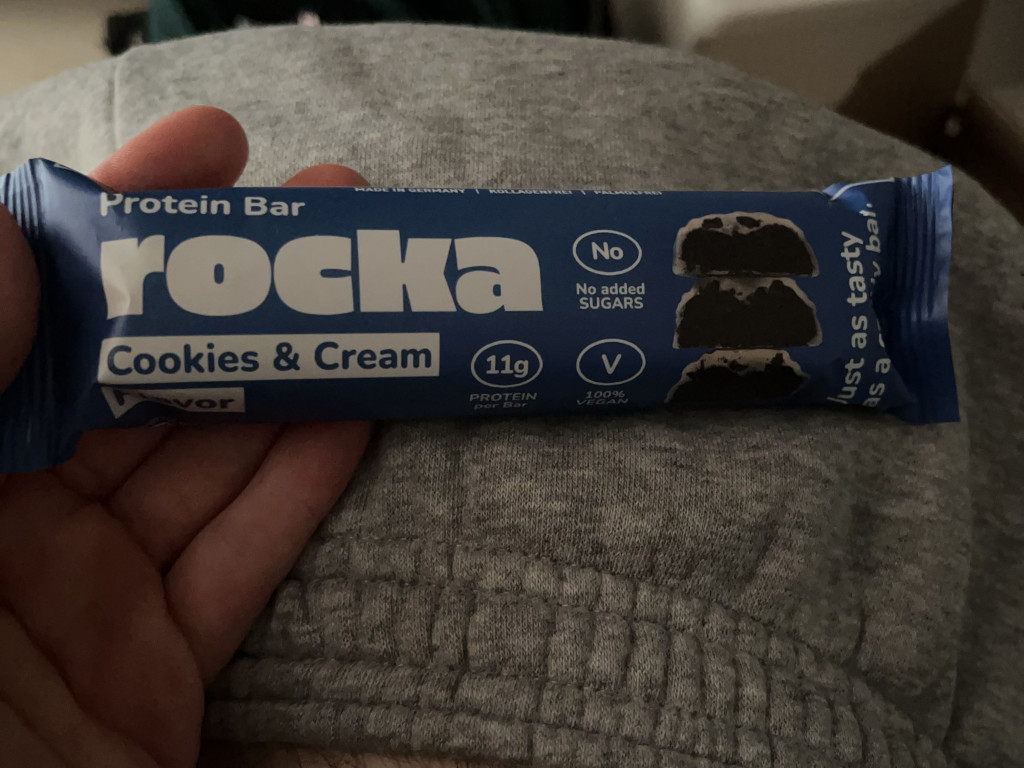 MADE IN GERMANY | KOLLAGENFREI | PALMÖLFREI
Protein Bar
rocka
Cookies & Cream
Flavor
No
No added
SUGARS
11g
PROTEIN
per Bar
V
100%
VEGAN
Just as tasty
as a